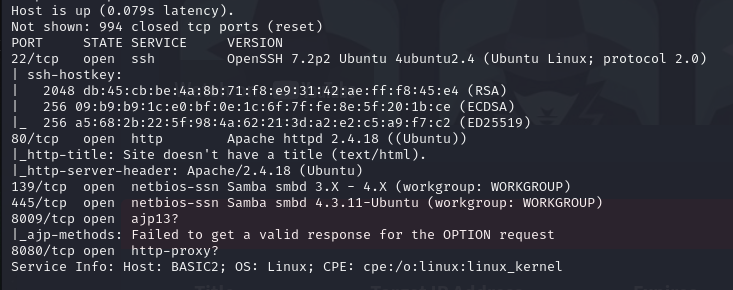 Host is up (0.079s latency).
Not shown: 994 closed tcp ports (reset)
PORT     STATE SERVICE     VERSION
22/tcp   open  ssh         OpenSSH 7.2p2 Ubuntu 4ubuntu2.4 (Ubuntu Linux; protocol 2.0)
| ssh-hostkey:
|   2048 db:45:cb:be:4a:8b:71:f8:e9:31:42:ae:ff:f8:45:e4 (RSA)
|   256 09:b9:b9:1c:e0:bf:0e:1c:6f:7f:fe:8e:5f:20:1b:ce (ECDSA)
|_  256 a5:68:2b:22:5f:98:4a:62:21:3d:a2:e2:c5:a9:f7:c2 (ED25519)
80/tcp   open  http        Apache httpd 2.4.18 ((Ubuntu))
|_http-title: Site doesn't have a title (text/html).
|_http-server-header: Apache/2.4.18 (Ubuntu)
139/tcp  open  netbios-ssn Samba smbd 3.X - 4.X (workgroup: WORKGROUP)
445/tcp  open  netbios-ssn Samba smbd 4.3.11-Ubuntu (workgroup: WORKGROUP)
8009/tcp open  ajp13?
|_ajp-methods: Failed to get a valid response for the OPTION request
8080/tcp open  http-proxy?
Service Info: Host: BASIC2; OS: Linux; CPE: cpe:/o:linux:linux_kernel